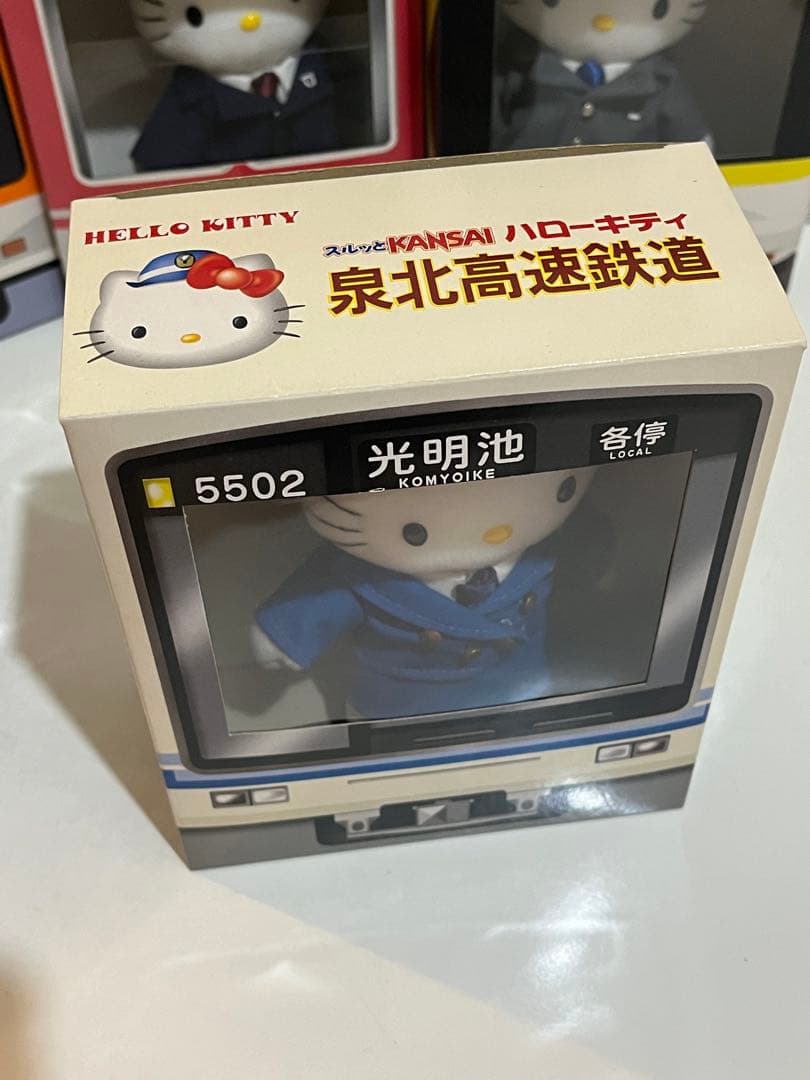 HELLO KITTY
スルッとKANSAI ハローキティ
泉北高速鉄道
5502
光明池
KOMYOIKE
各停
LOCAL